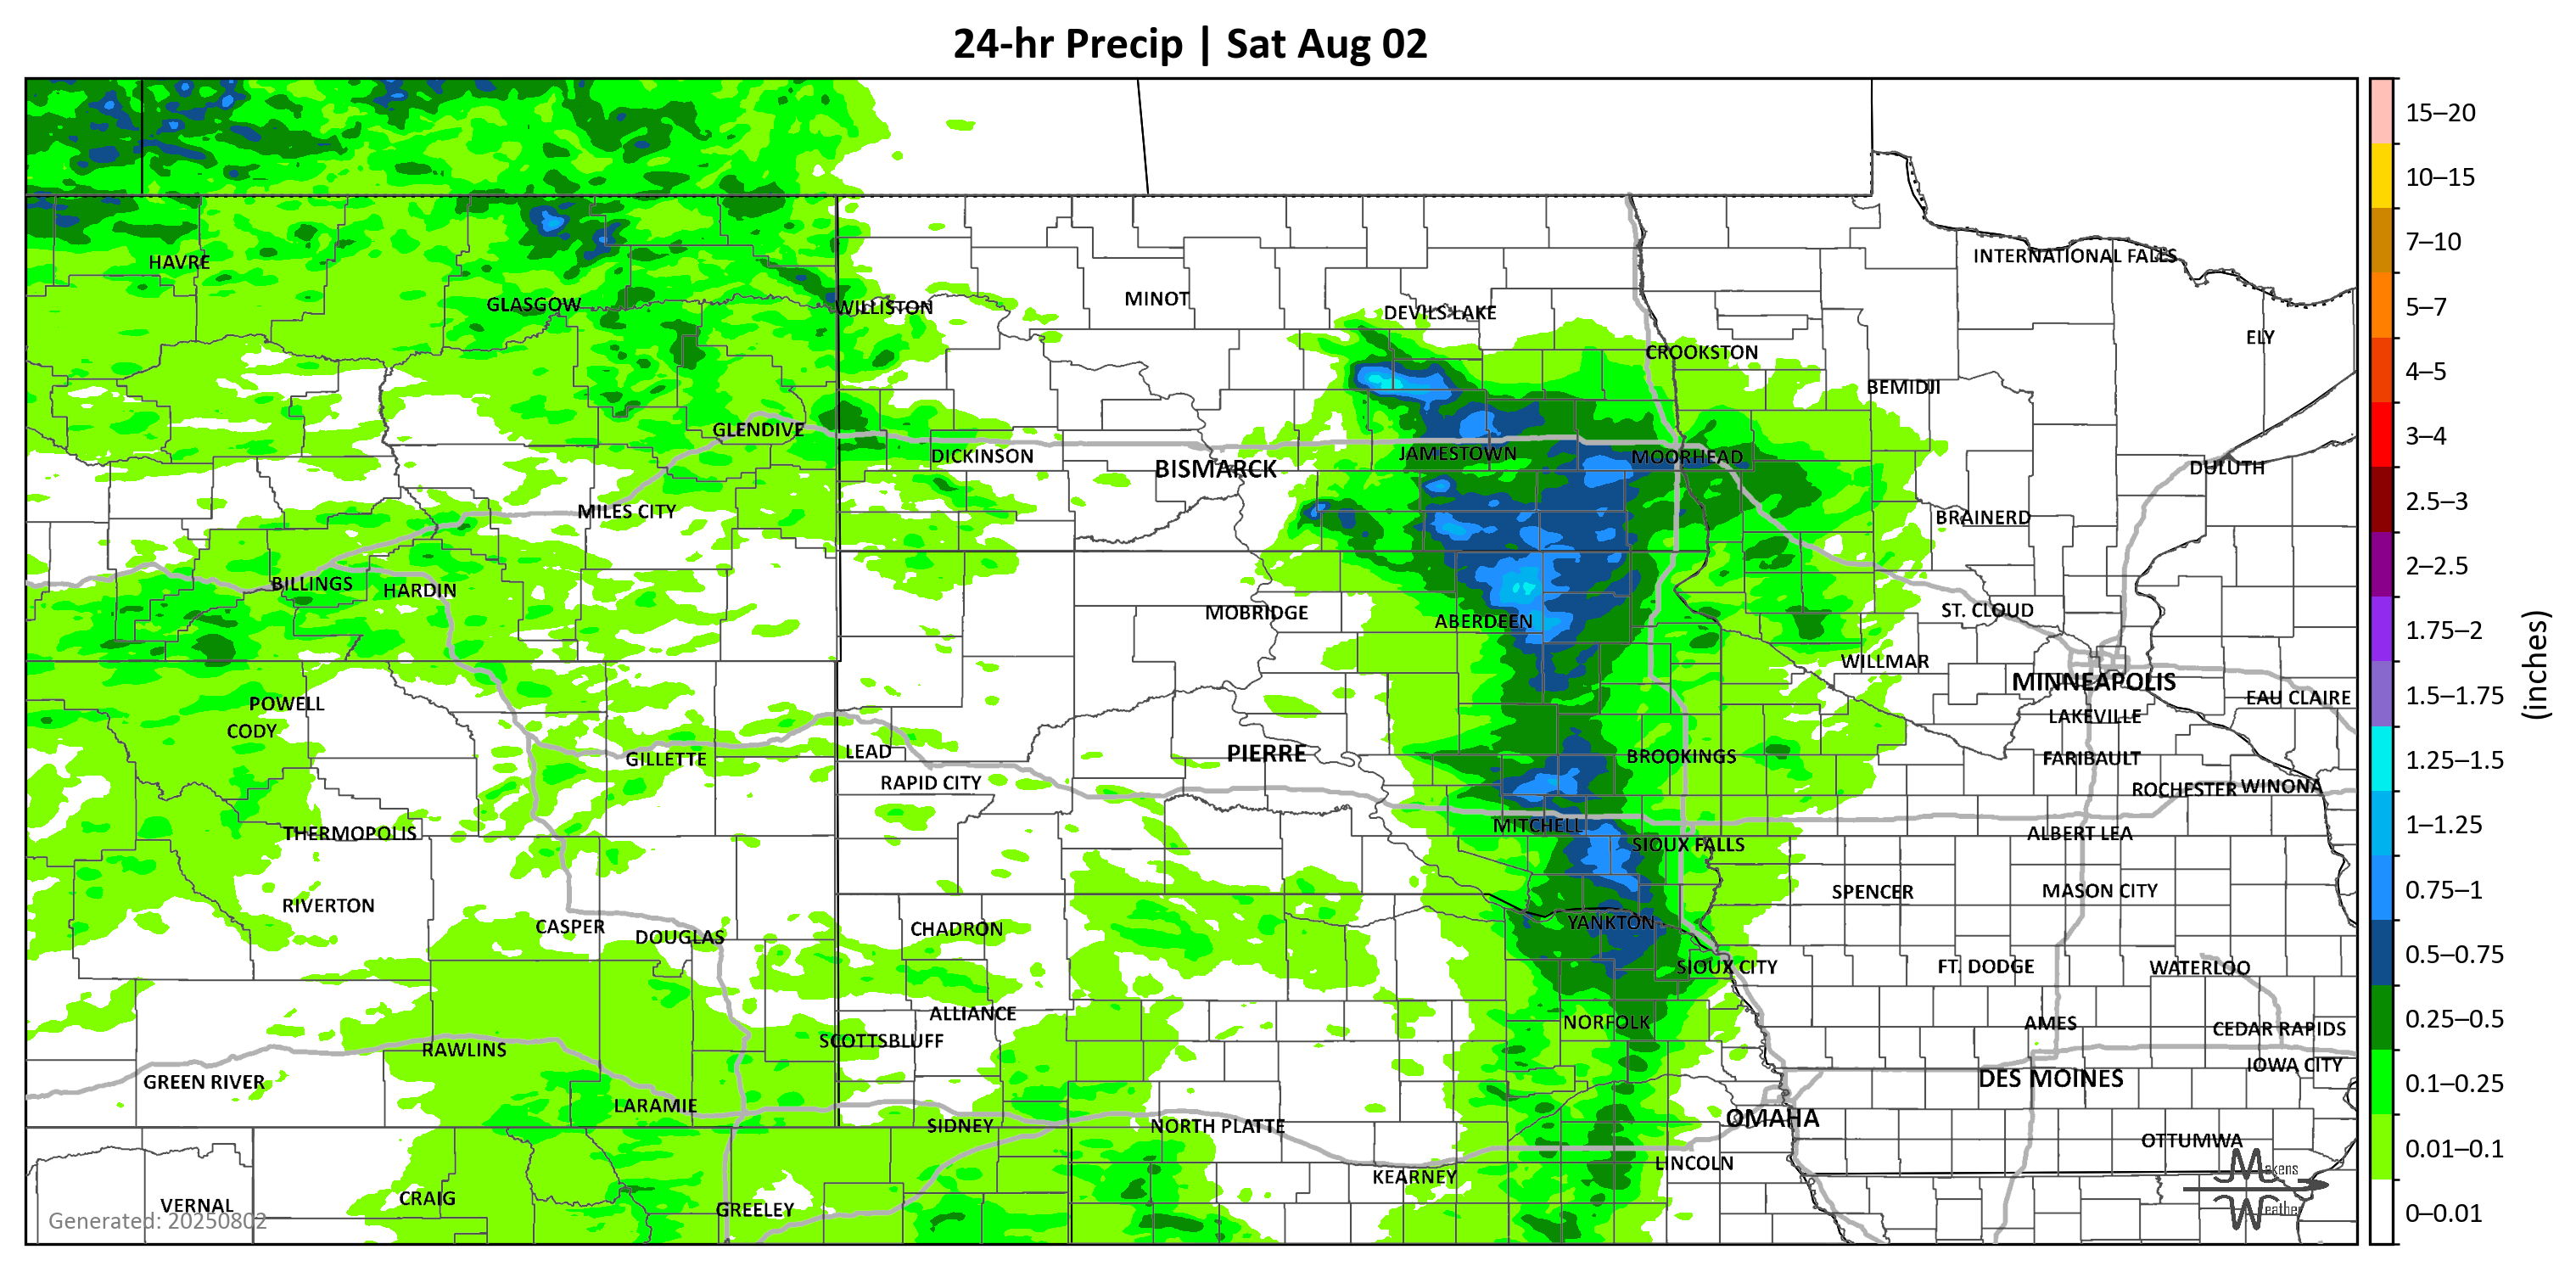 24-hr Precip | Sat Aug 02
15–20
10–15
7–10
5–7
4–5
3–4
2.5–3
2–2.5
1.75–2
1.5–1.75
1.25–1.5
1–1.25
0.75–1
0.5–0.75
0.25–0.5
0.1–0.25
0.01–0.1
0–0.01
(inches)
INTERNATIONAL FALLS
HAVRE
MINOT
GLASGOW
WILLISTON
DEVILS LAKE
ELY
CROOKSTON
BEMIDJI
GLENDIVE
DICKINSON
BISMARCK
JAMESTOWN
MOORHEAD
DULUTH
MILES CITY
BRAINERD
BILLINGS
HARDIN
MOBRIDGE
ABERDEEN
ST. CLOUD
WILLMAR
MINNEAPOLIS
EAU CLAIRE
POWELL
LAKEVILLE
CODY
GILLETTE
LEAD
PIERRE
BROOKINGS
FARIBAULT
RAPID CITY
ROCHESTER
WINONA
THERMOPOLIS
MITCHELL
ALBERT LEA
SIOUX FALLS
SPENCER
MASON CITY
RIVERTON
CASPER
DOUGLAS
CHADRON
YANKTON
SIOUX CITY
FT. DODGE
WATERLOO
ALLIANCE
NORFOLK
AMES
CEDAR RAPIDS
SCOTTSBLUFF
RAWLINS
IOWA CITY
GREEN RIVER
DES MOINES
LARAMIE
SIDNEY
NORTH PLATTE
OMAHA
OTTUMWA
LINCOLN
KEARNEY
VERNAL
CRAIG
GREELEY
Generated: 20250802
Makens
Weather